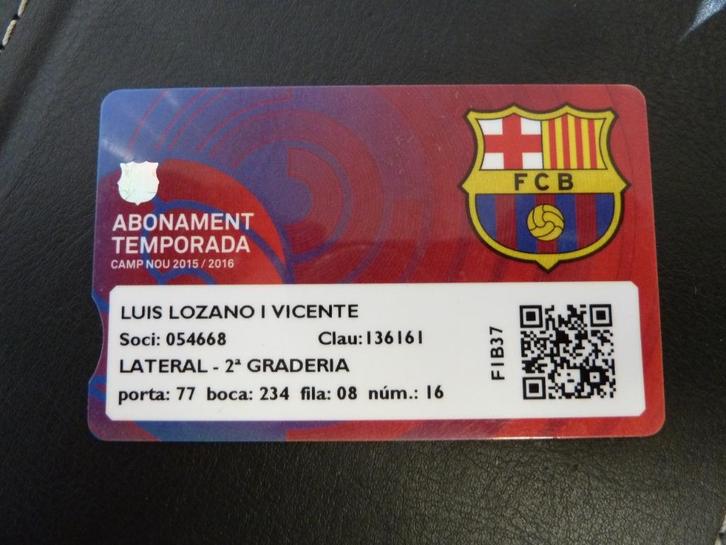 FCB
ABONAMENT
TEMPORADA
CAMP NOU 2015 / 2016
LUIS LOZANO I VICENTE
Soci: 054668 Clau:136161
LATERAL - 2ª GRADERIA
porta: 77 boca: 234 fila: 08 núm.: 16
F1B37